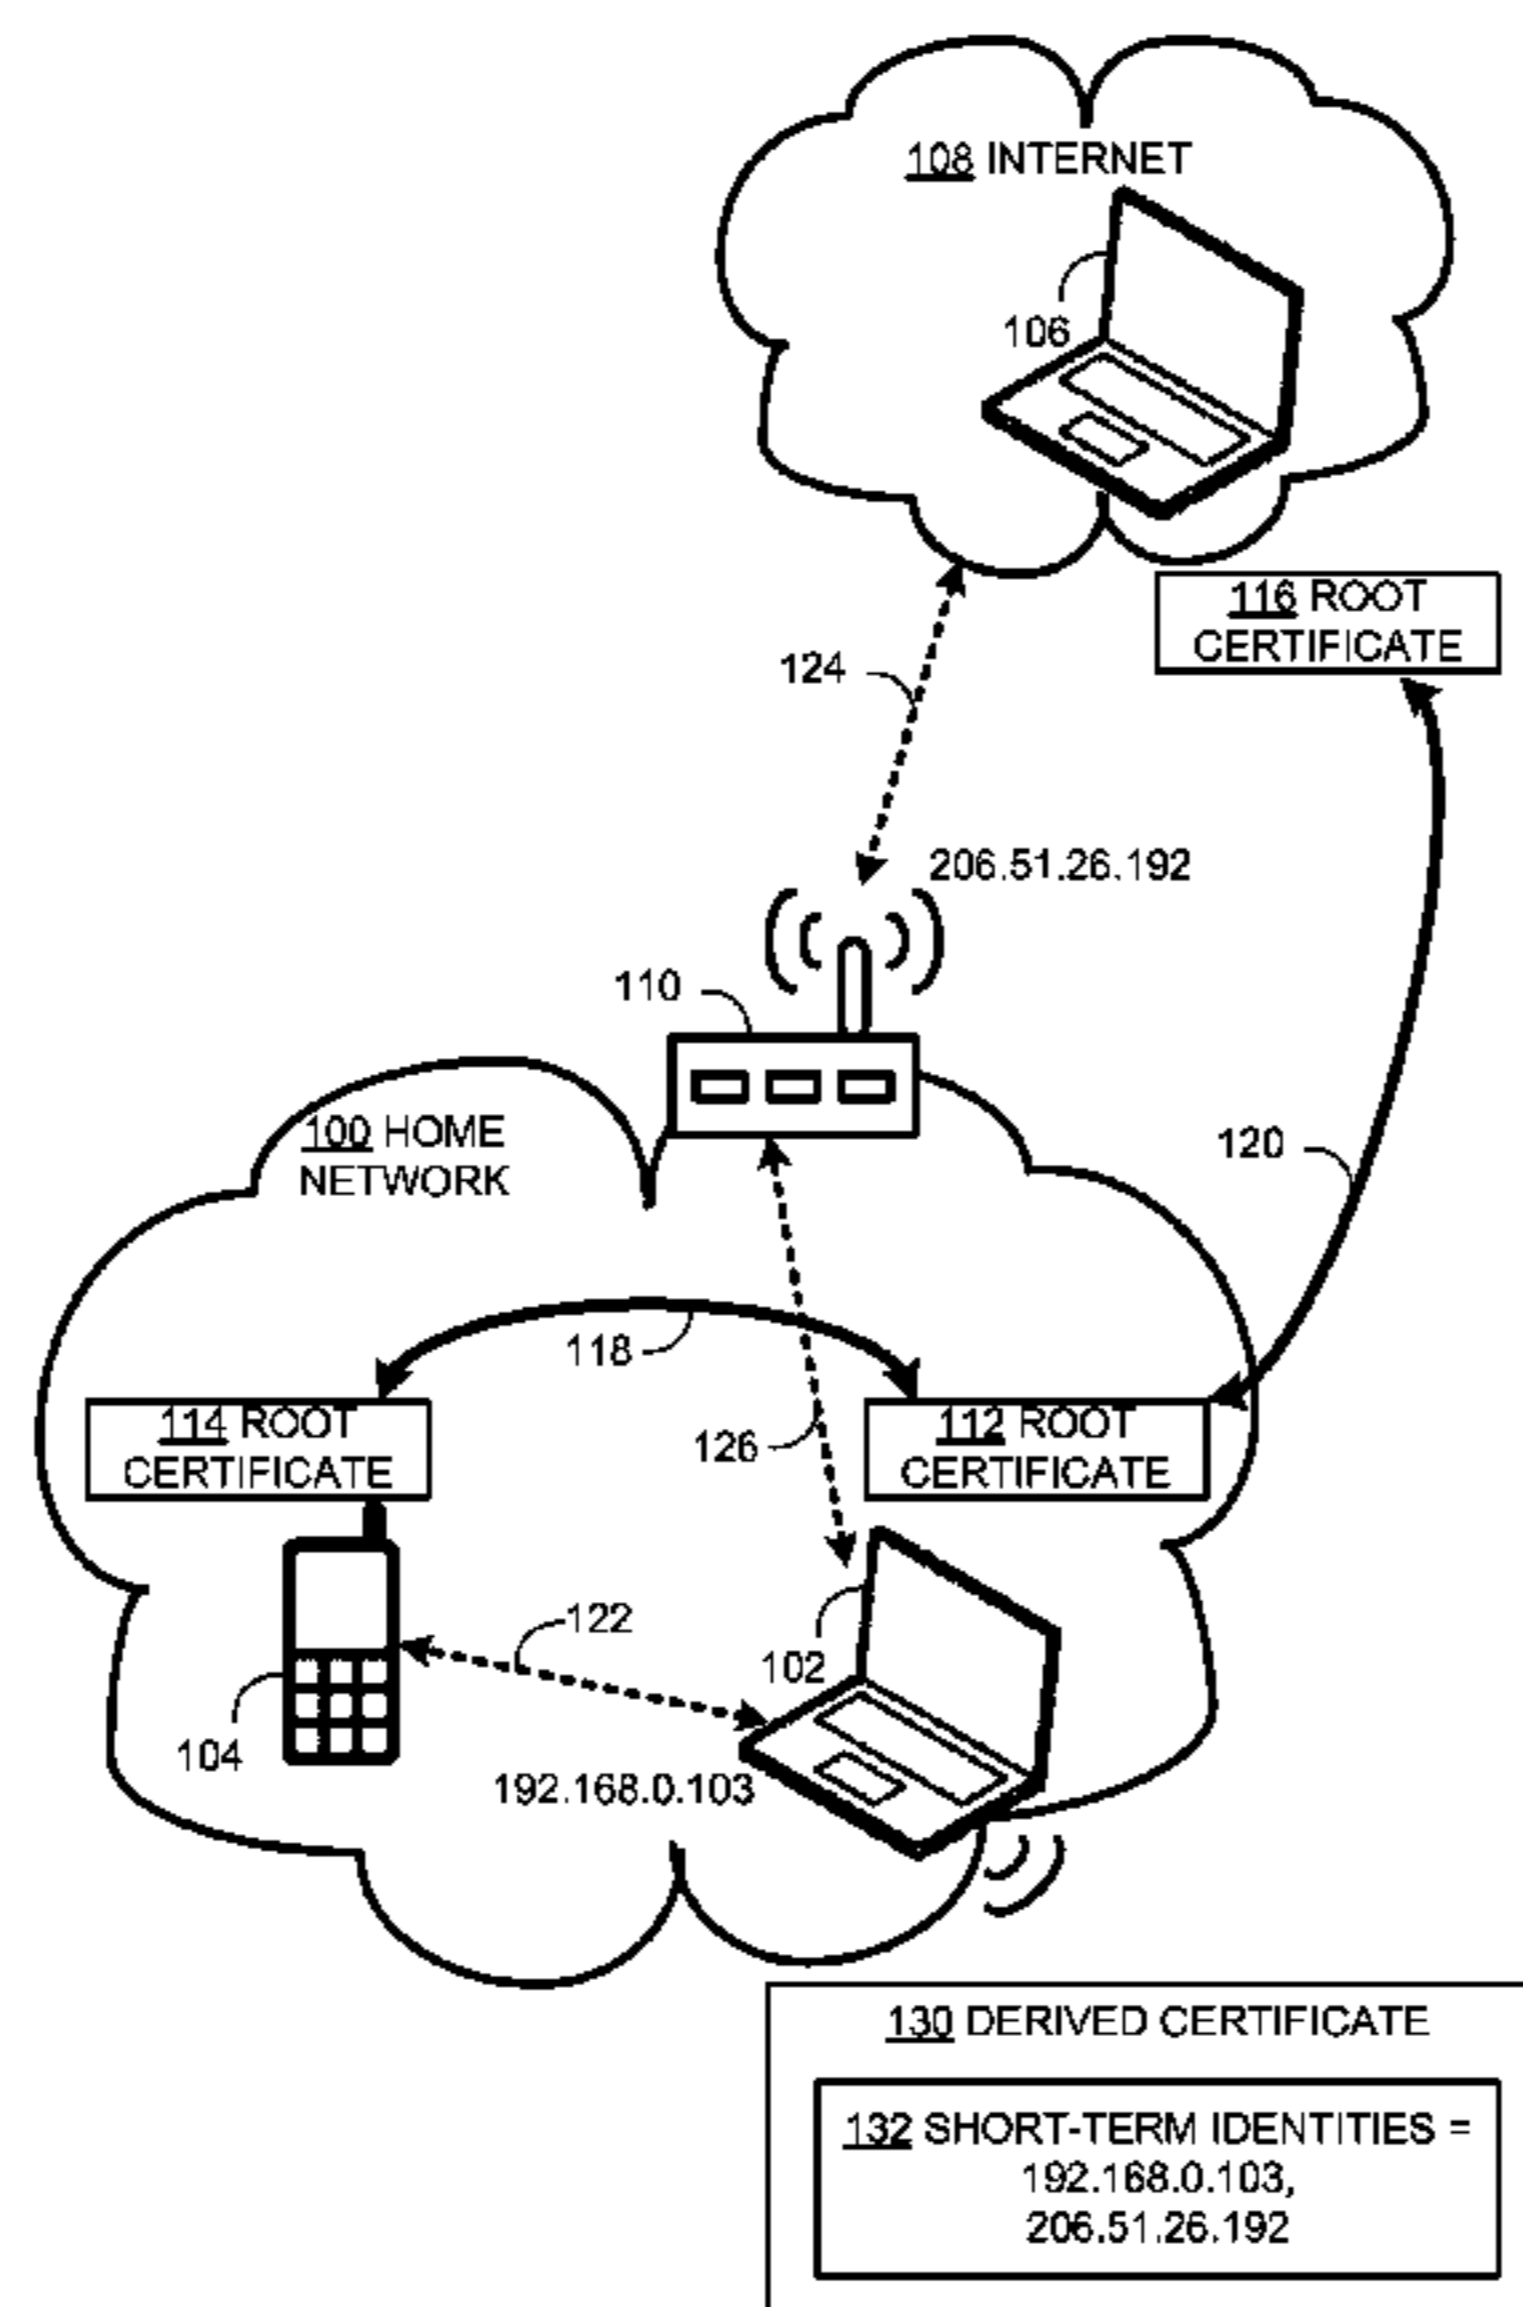 108 INTERNET
106
116 ROOT
CERTIFICATE
124
206.51.26.192
110
100 HOME
NETWORK
120
118
114 ROOT
CERTIFICATE
112 ROOT
CERTIFICATE
126
122
102
104
192.168.0.103
130 DERIVED CERTIFICATE
132 SHORT-TERM IDENTITIES =
192.168.0.103,
206.51.26.192